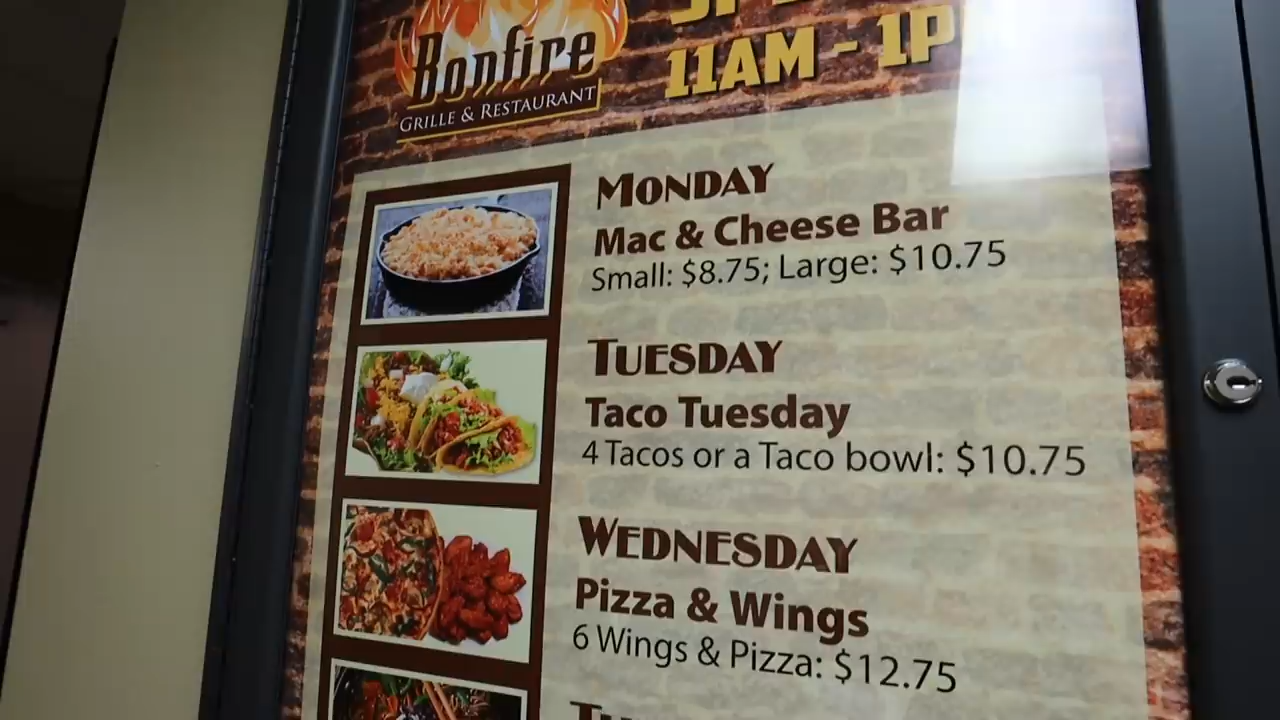 Bonfire
GRILLE & RESTAURANT
11AM - 1P
MONDAY
Mac & Cheese Bar
Small: $8.75; Large: $10.75
TUESDAY
Taco Tuesday
4 Tacos or a Taco bowl: $10.75
WEDNESDAY
Pizza & Wings
6 Wings & Pizza: $12.75